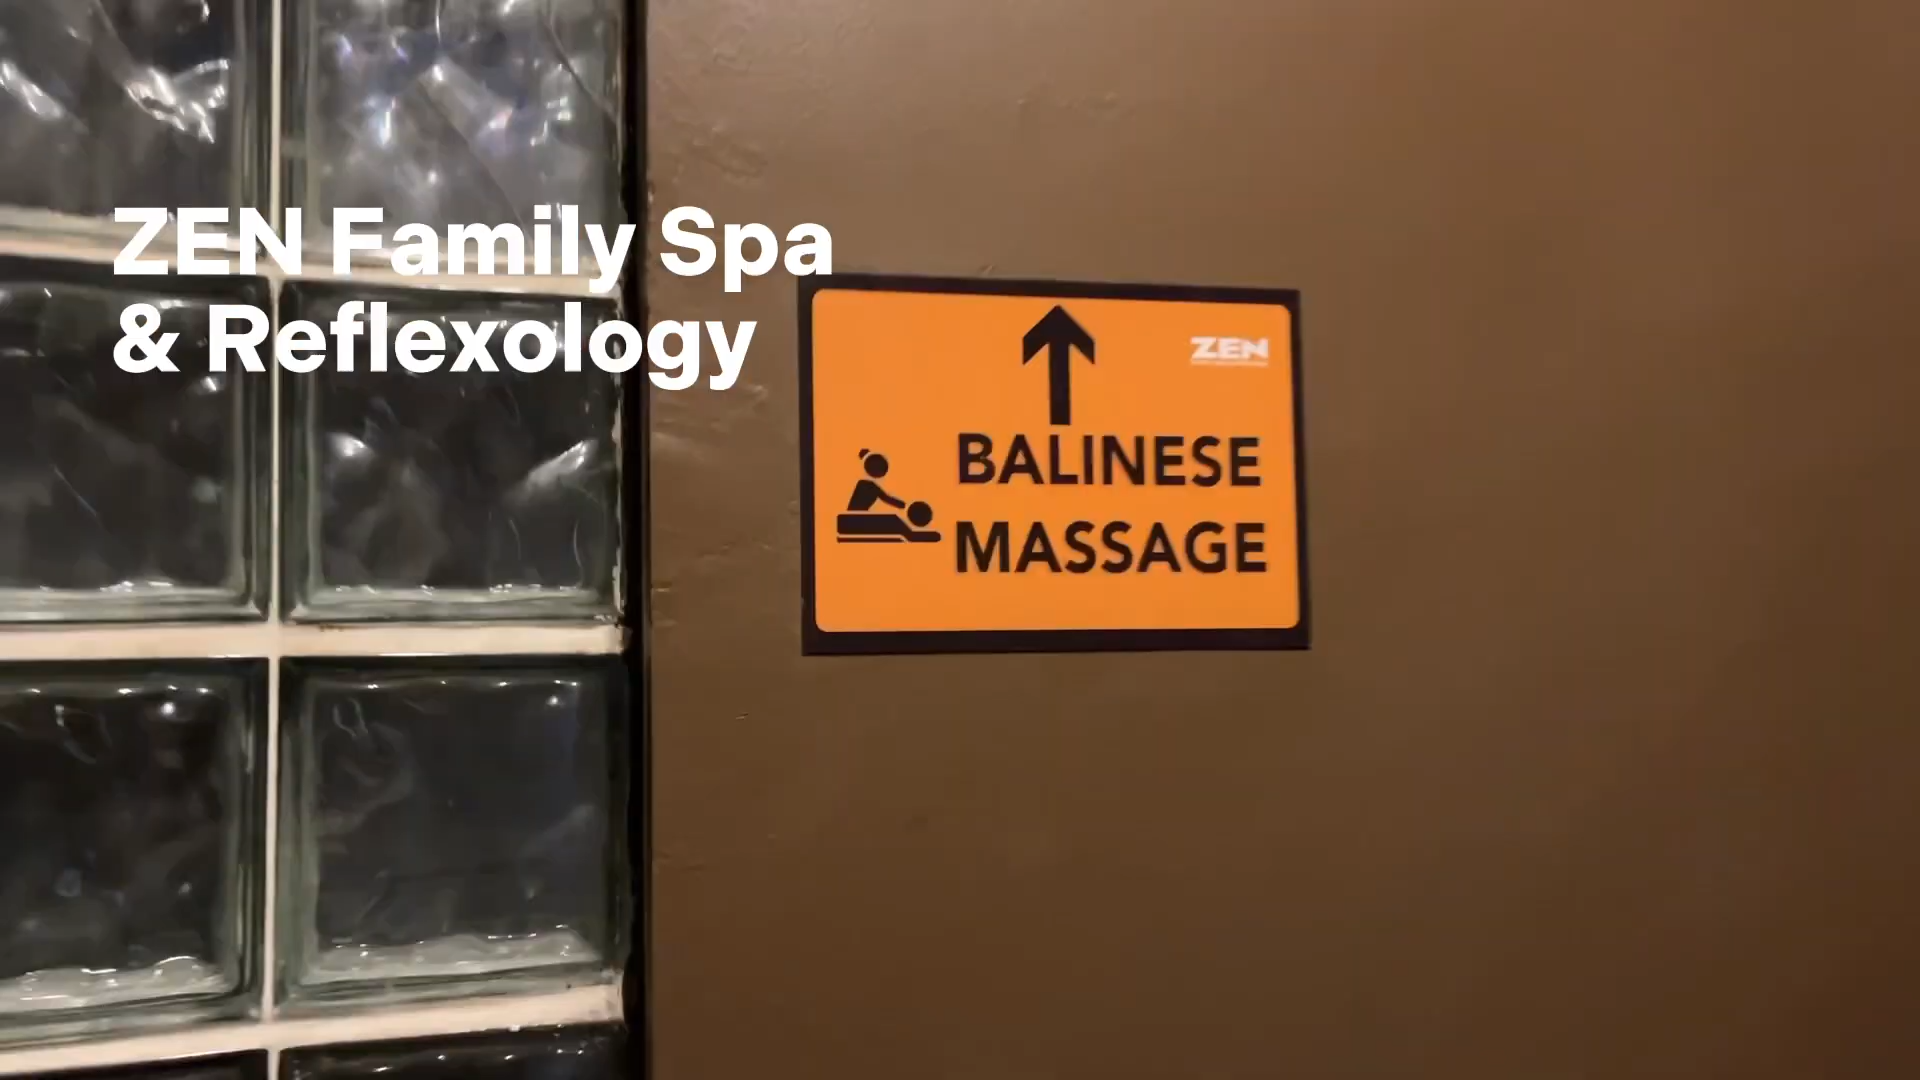 ZEN Family Spa
& Reflexology
ZEN
BALINESE
MASSAGE